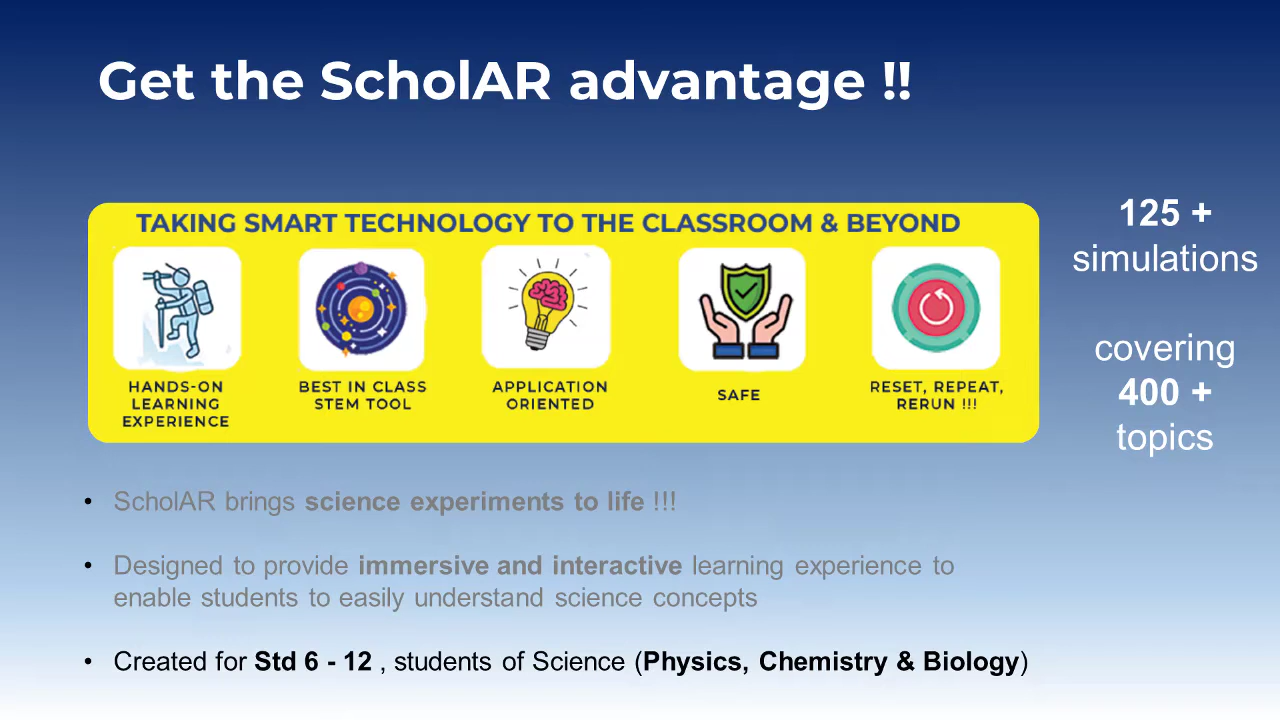 Get the ScholAR advantage !!
TAKING SMART TECHNOLOGY TO THE CLASSROOM & BEYOND
HANDS-ON
LEARNING
EXPERIENCE
BEST IN CLASS
STEM TOOL
APPLICATION
ORIENTED
SAFE
RESET, REPEAT,
RERUN !!!
125 +
simulations
covering
400 +
topics
• ScholAR brings science experiments to life !!!
• Designed to provide immersive and interactive learning experience to
enable students to easily understand science concepts
• Created for Std 6 - 12 , students of Science (Physics, Chemistry & Biology)